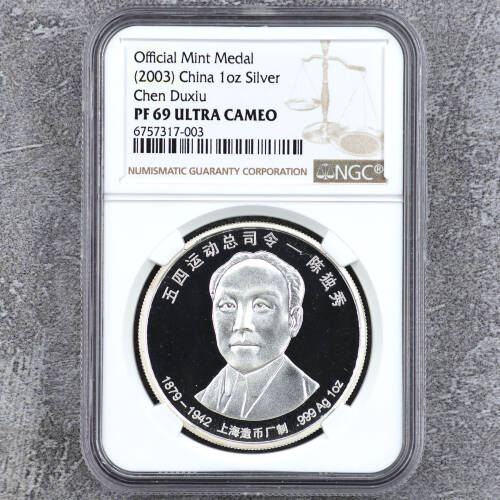 Official Mint Medal
(2003) China 1oz Silver
Chen Duxiu
PF 69 ULTRA CAMEO
6757317-003
NUMISMATIC GUARANTY CORPORATION
NGC®
五四运动总司令—陈独秀
1879-1942 上海造币厂制 .999 Ag 1oz